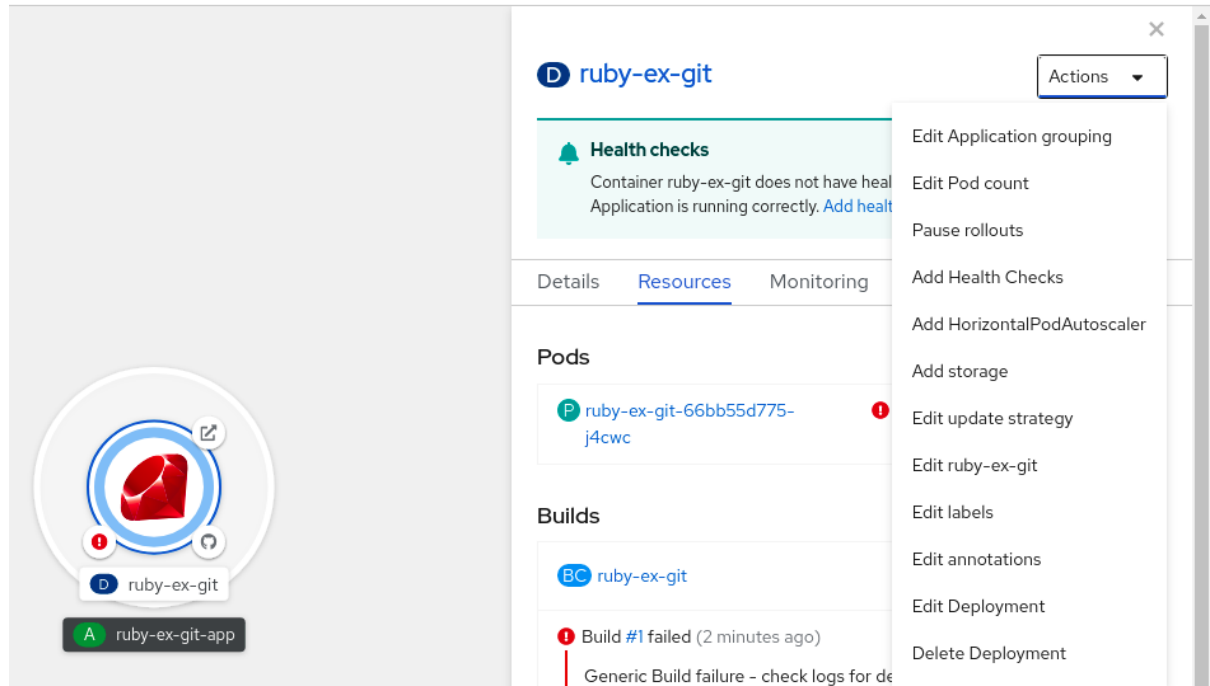 D ruby-ex-git
Actions
Health checks
Container ruby-ex-git does not have heal
Application is running correctly. Add healt
Details Resources Monitoring
Pods
P ruby-ex-git-66bb55d775-
j4cwc
Builds
BC ruby-ex-git
Build #1 failed (2 minutes ago)
Generic Build failure - check logs for de
Edit Application grouping
Edit Pod count
Pause rollouts
Add Health Checks
Add HorizontalPodAutoscaler
Add storage
Edit update strategy
Edit ruby-ex-git
Edit labels
Edit annotations
Edit Deployment
Delete Deployment
D ruby-ex-git
A ruby-ex-git-app